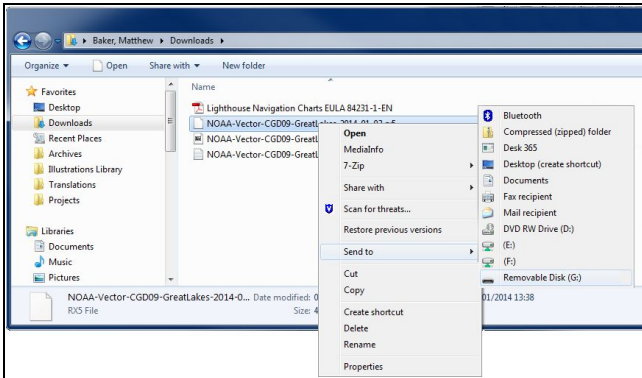 Baker, Matthew ▸ Downloads ▸
Organize Open Share with New folder
Favorites
Desktop
Downloads
Recent Places
Archives
Illustrations Library
Translations
Projects
Libraries
Documents
Music
Pictures
Name
Lighthouse Navigation Charts EULA 84231-1-EN
NOAA-Vector-CGD09-GreatLakes-2014-01-02
NOAA-Vector-CGD09-GreatL
NOAA-Vector-CGD09-GreatL
Open
MediaInfo
7-Zip
Share with
Scan for threats...
Restore previous versions
Send to
Cut
Copy
Create shortcut
Delete
Rename
Properties
Bluetooth
Compressed (zipped) folder
Desk 365
Desktop (create shortcut)
Documents
Fax recipient
Mail recipient
DVD RW Drive (D:)
(E:)
(F:)
Removable Disk (G:)
NOAA-Vector-CGD09-GreatLakes-2014-0... Date modified: 0
01/2014 13:38
RX5 File Size: 4